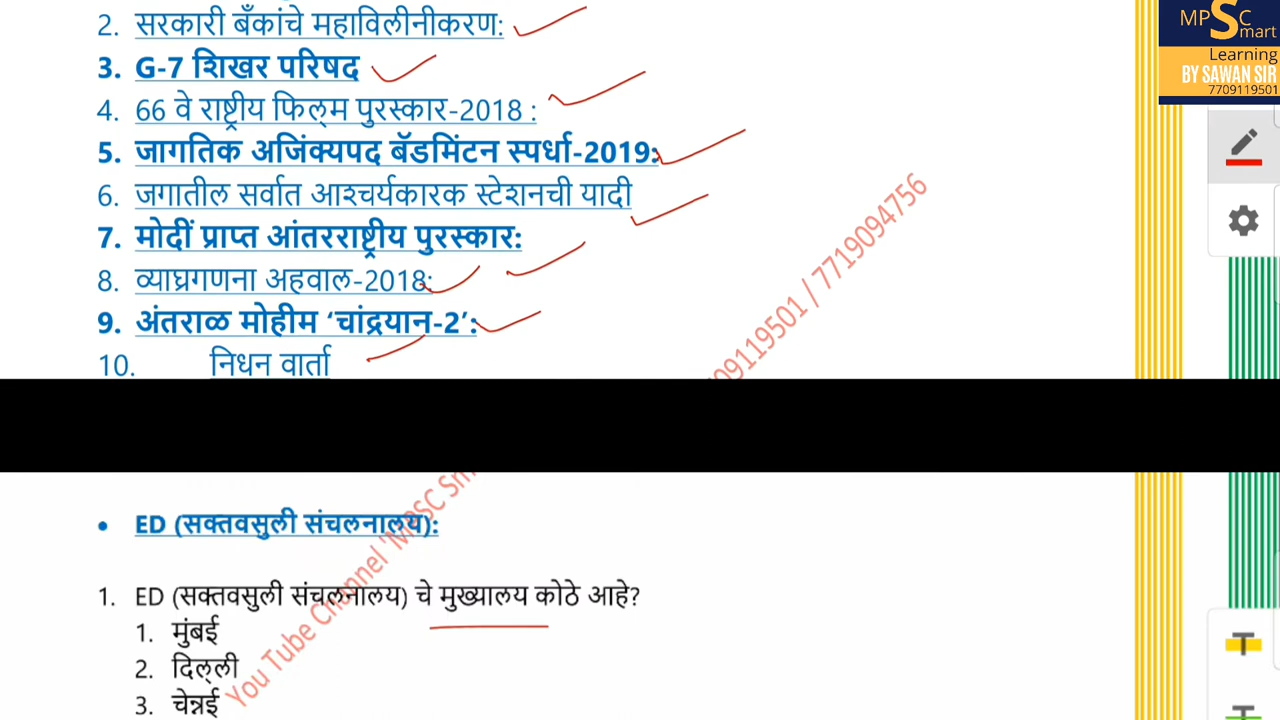 2. सरकारी बँकांचे महाविलीनीकरण:
3. G-7 शिखर परिषद
4. 66 वे राष्ट्रीय फिल्म पुरस्कार-2018 :
5. जागतिक अजिंक्यपद बॅडमिंटन स्पर्धा-2019:
6. जगातील सर्वात आश्चर्यकारक स्टेशनची यादी
7. मोदीं प्राप्त आंतरराष्ट्रीय पुरस्कार:
8. व्याघ्रगणना अहवाल-2018:
9. अंतराळ मोहीम ‘चांद्रयान-2’:
10. निधन वार्ता
• ED (सक्तवसुली संचलनालय):
1. ED (सक्तवसुली संचलनालय) चे मुख्यालय कोठे आहे?
1. मुंबई
2. दिल्ली
3. चेन्नई
MPSC Smart
Learning
BY SAWAN SIR
7709119501
09119501 / 7719094756
You Tube Channel 'MPSC Sm
T
T